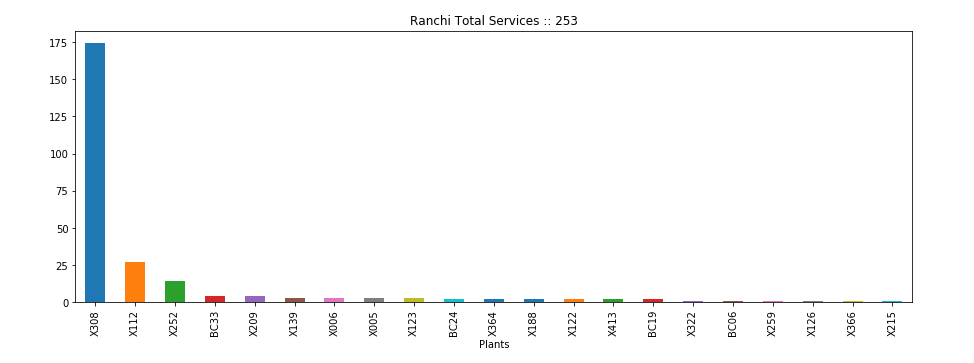 Ranchi Total Services :: 253
175
150
125
100
75
50
25
0
X308 X112 X252 BC33 X209 X139 X006 X005 X123 BC24 X364 X188 X122 X413 BC19 X322 BC06 X259 X126 X366 X215
Plants